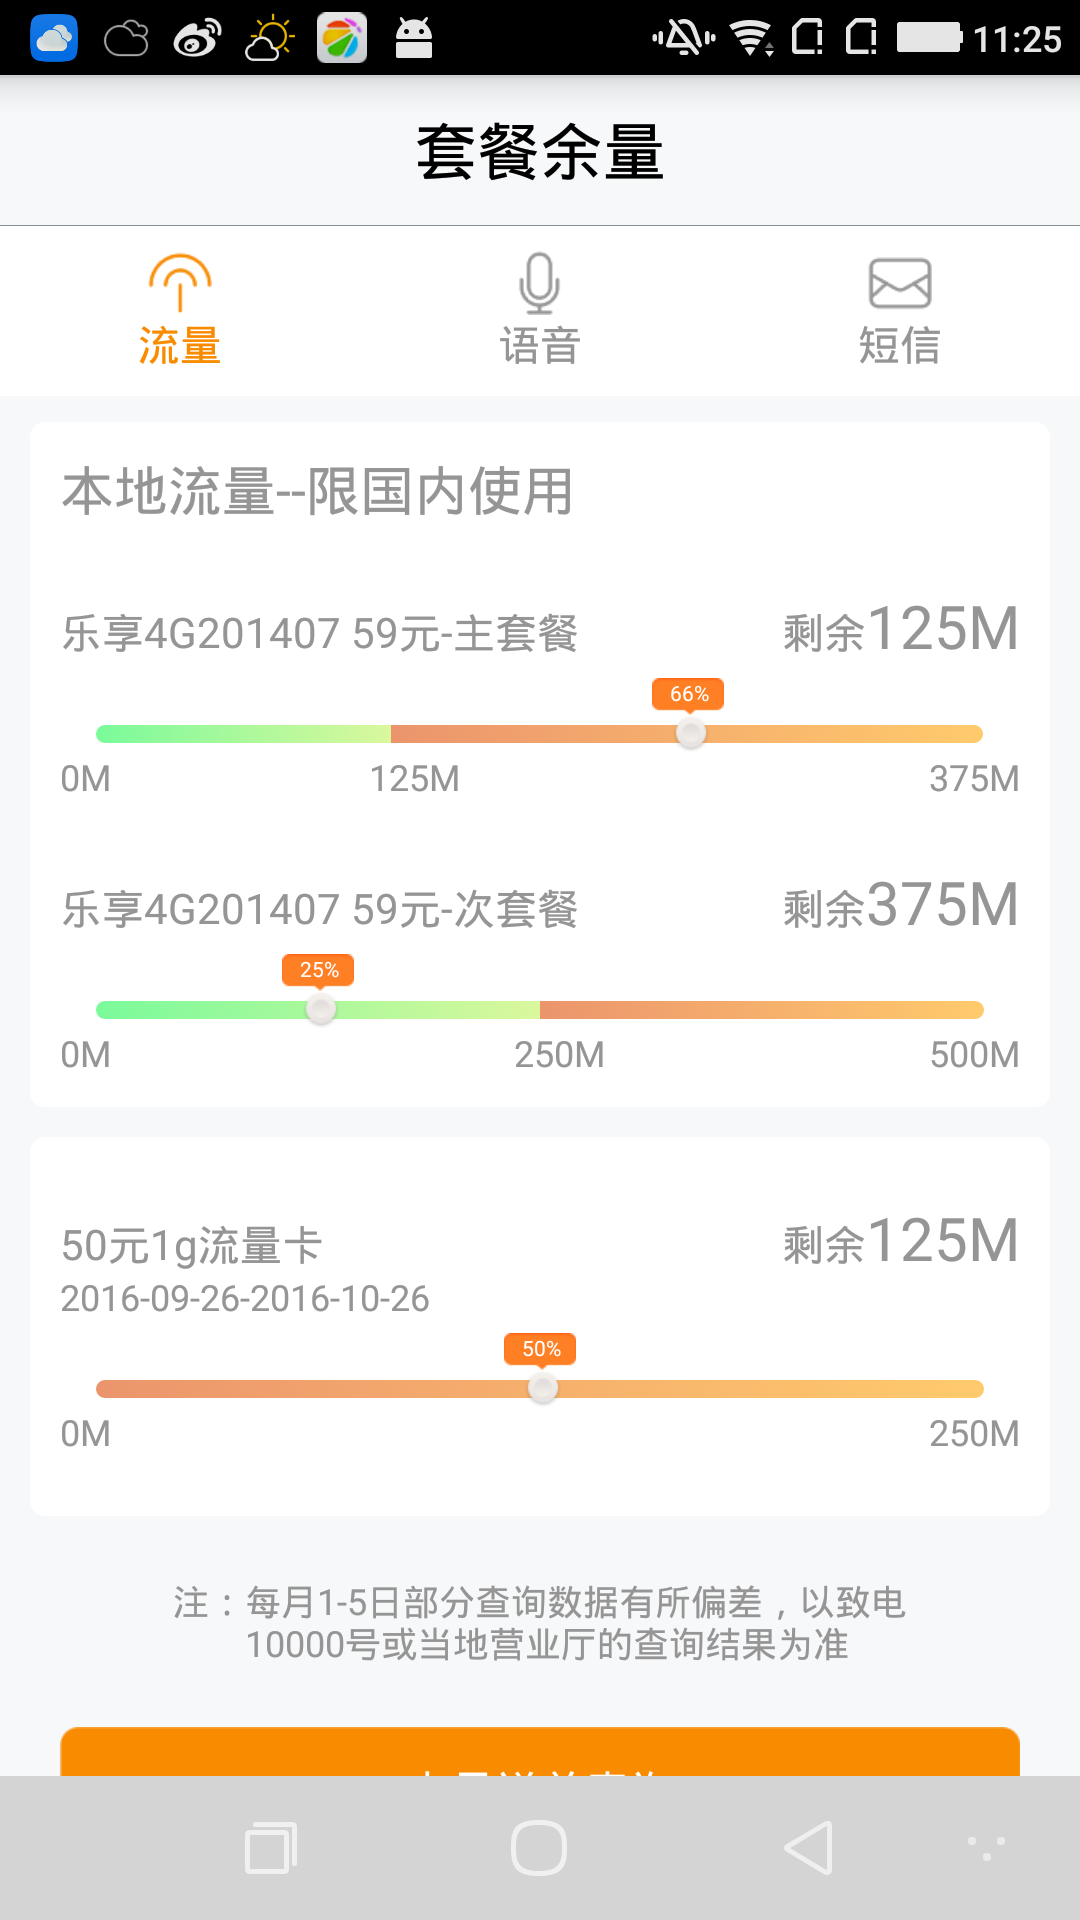 11:25
套餐余量
流量 语音 短信
本地流量--限国内使用
乐享4G201407 59元-主套餐 剩余125M
66%
0M 125M 375M
乐享4G201407 59元-次套餐 剩余375M
25%
0M 250M 500M
50元1g流量卡 剩余125M
2016-09-26-2016-10-26
50%
0M 250M
注：每月1-5日部分查询数据有所偏差，以致电
10000号或当地营业厅的查询结果为准